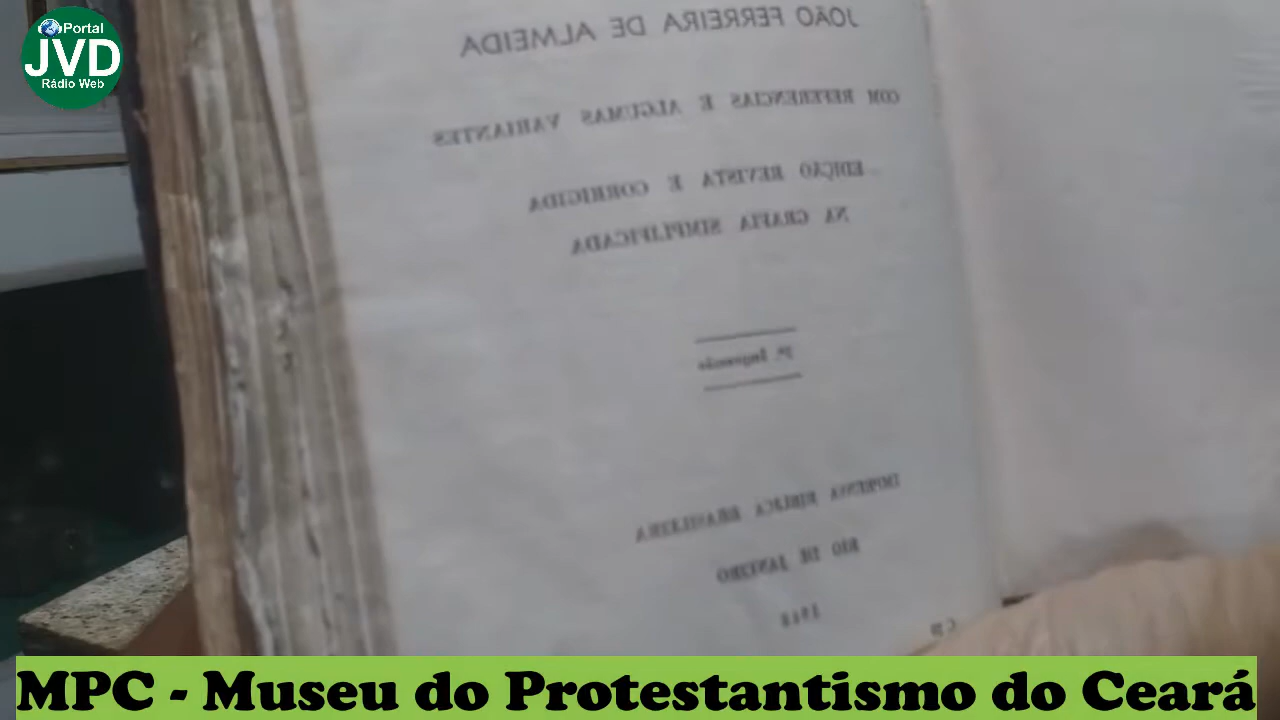 Portal
JVD
Rádio Web
JOÃO FERREIRA DE ALMEIDA
COM REFERENCIAS E ALGUMAS VARIANTES
EDIÇÃO REVISTA E CORRIGIDA
NA GRAFIA SIMPLIFICADA
Impressão
IMPRENSA BIBLICA BRASILEIRA
RIO DE JANEIRO
MPC - Museu do Protestantismo do Ceará